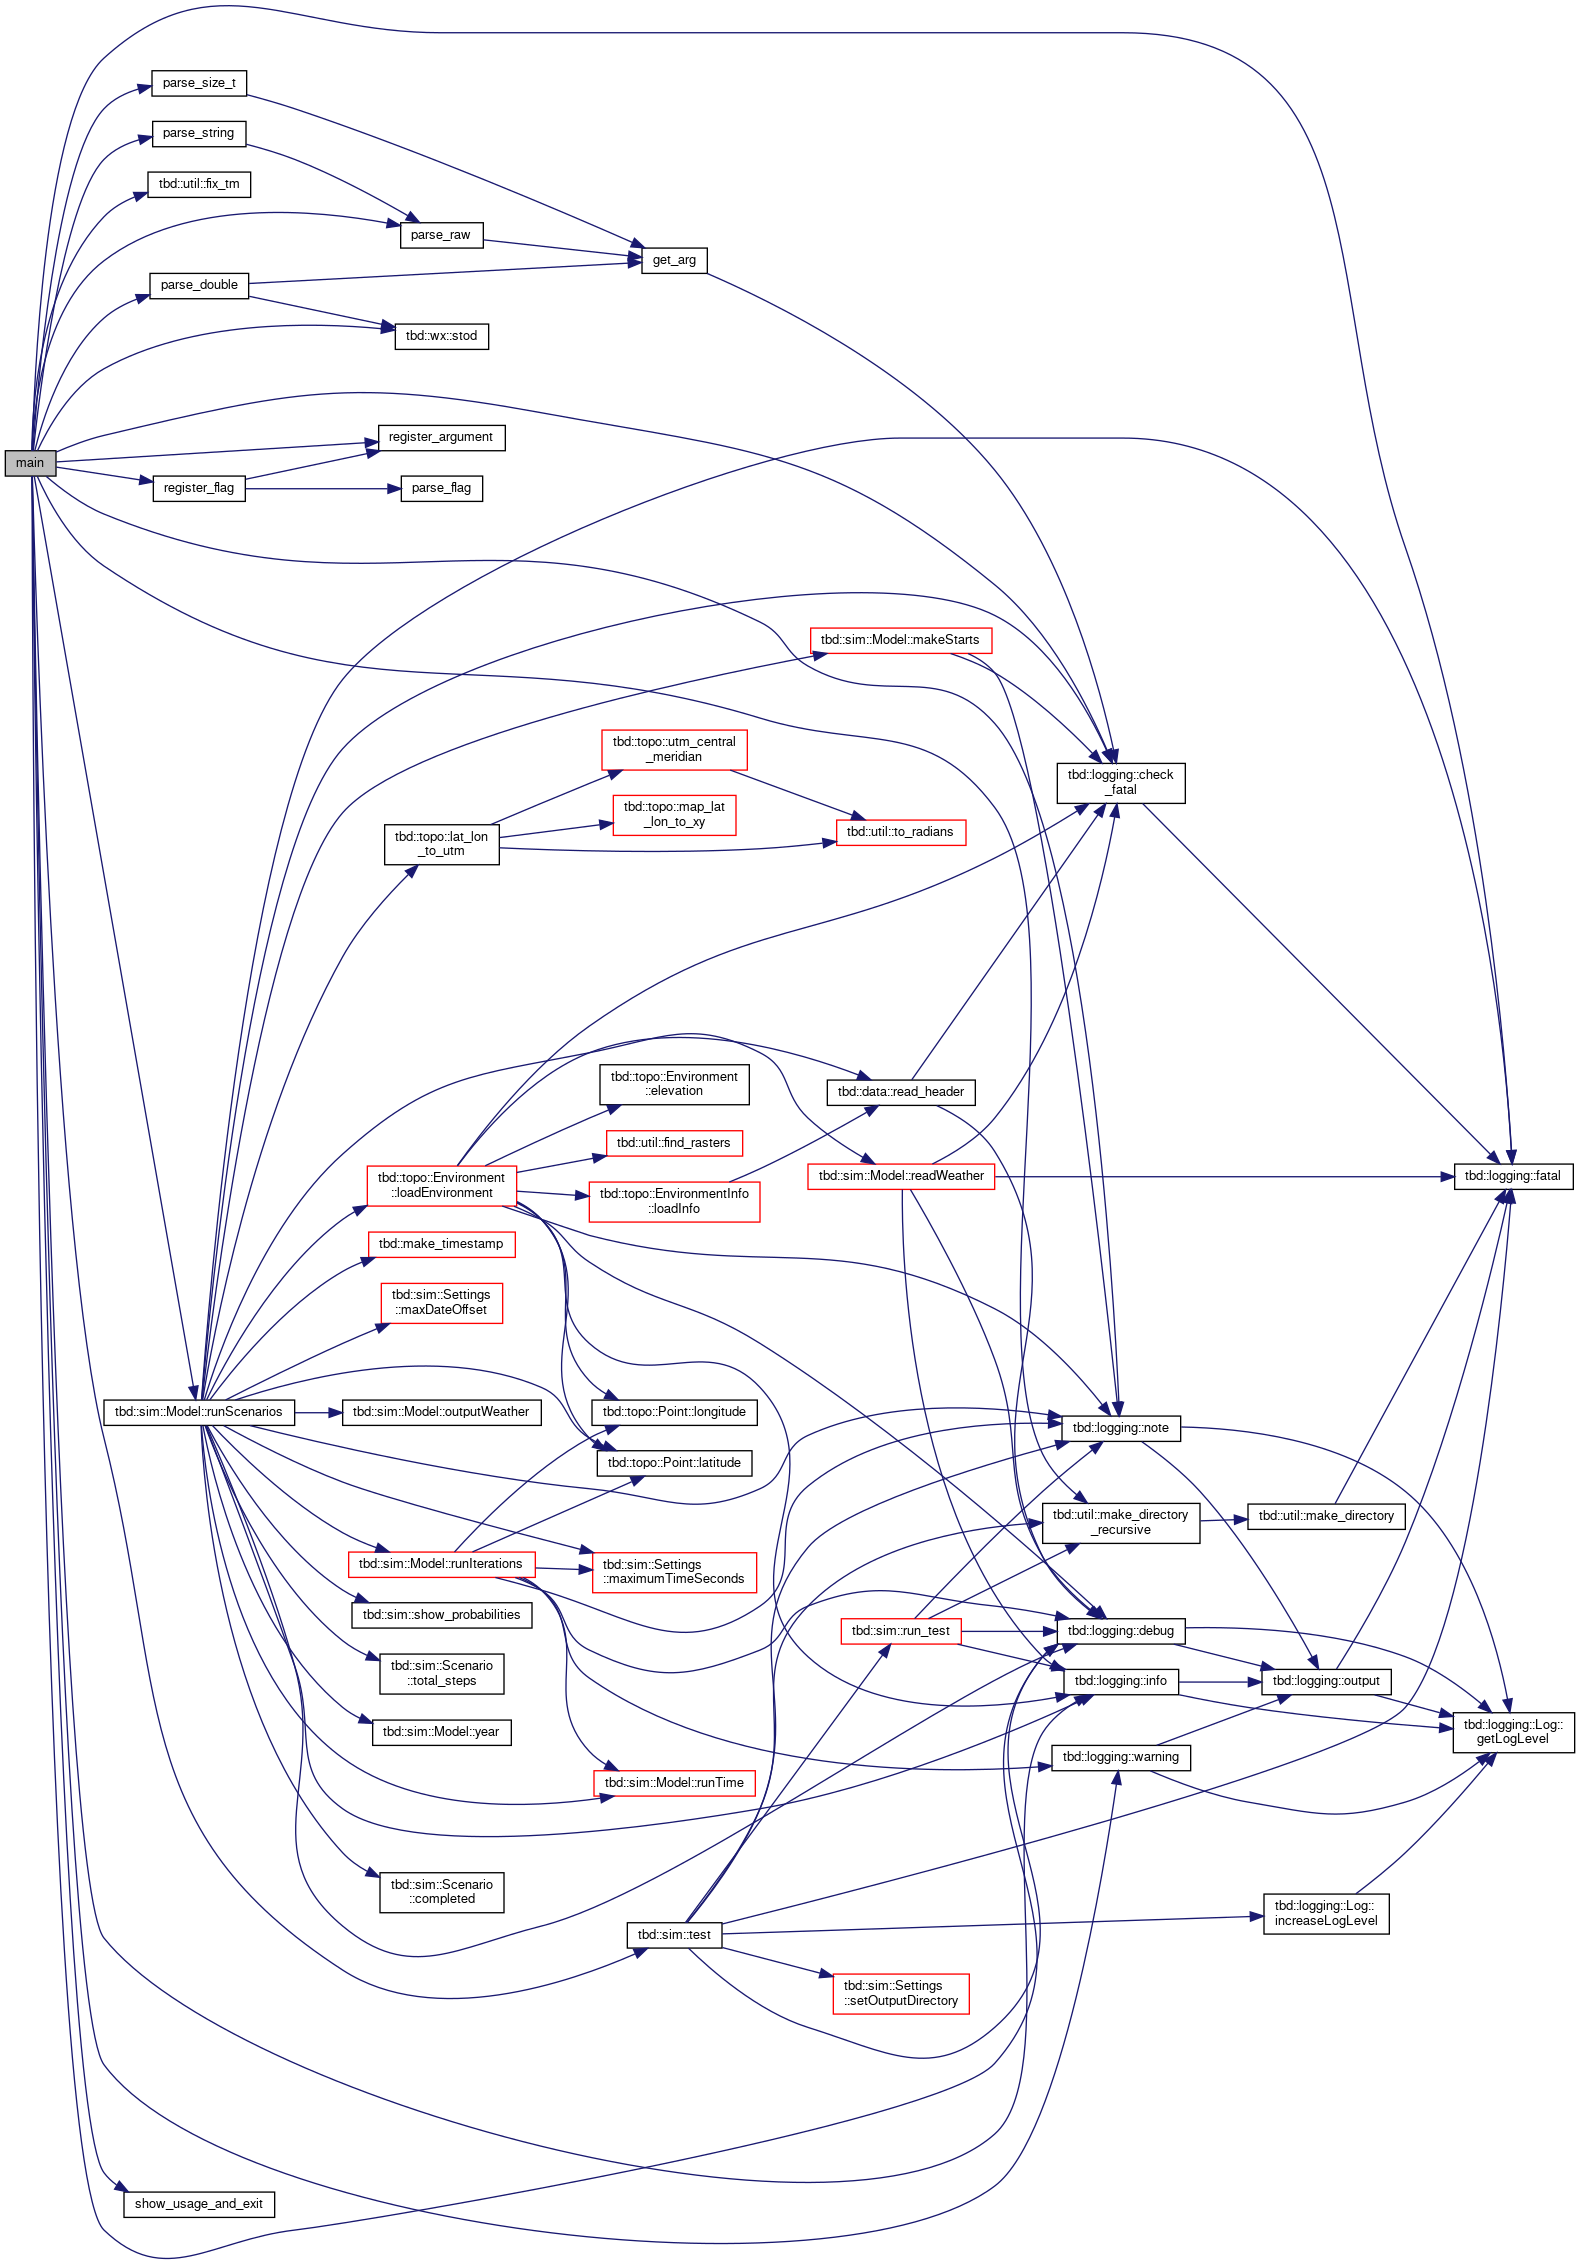 parse_size_t
parse_string
tbd::util::fix_tm
parse_raw
get_arg
parse_double
tbd::wx::stod
register_argument
main
register_flag
parse_flag
tbd::sim::Model::makeStarts
tbd::topo::utm_central
_meridian
tbd::logging::check
_fatal
tbd::topo::map_lat
_lon_to_xy
tbd::util::to_radians
tbd::topo::lat_lon
_to_utm
tbd::topo::Environment
::elevation
tbd::data::read_header
tbd::util::find_rasters
tbd::topo::Environment
::loadEnvironment
tbd::sim::Model::readWeather
tbd::logging::fatal
tbd::topo::EnvironmentInfo
::loadInfo
tbd::make_timestamp
tbd::sim::Settings
::maxDateOffset
tbd::sim::Model::runScenarios
tbd::sim::Model::outputWeather
tbd::topo::Point::longitude
tbd::logging::note
tbd::topo::Point::latitude
tbd::util::make_directory
_recursive
tbd::util::make_directory
tbd::sim::Model::runIterations
tbd::sim::Settings
::maximumTimeSeconds
tbd::sim::show_probabilities
tbd::sim::run_test
tbd::logging::debug
tbd::sim::Scenario
::total_steps
tbd::logging::info
tbd::logging::output
tbd::sim::Model::year
tbd::logging::Log::
getLogLevel
tbd::logging::warning
tbd::sim::Model::runTime
tbd::sim::Scenario
::completed
tbd::logging::Log::
increaseLogLevel
tbd::sim::test
tbd::sim::Settings
::setOutputDirectory
show_usage_and_exit